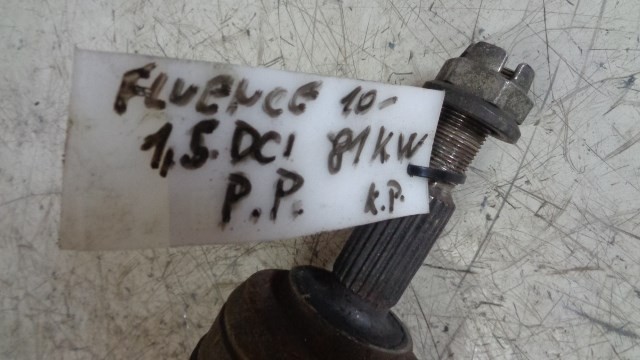 FLUENCE 10-
1,5.DCI 81KW
P.P. K.P.